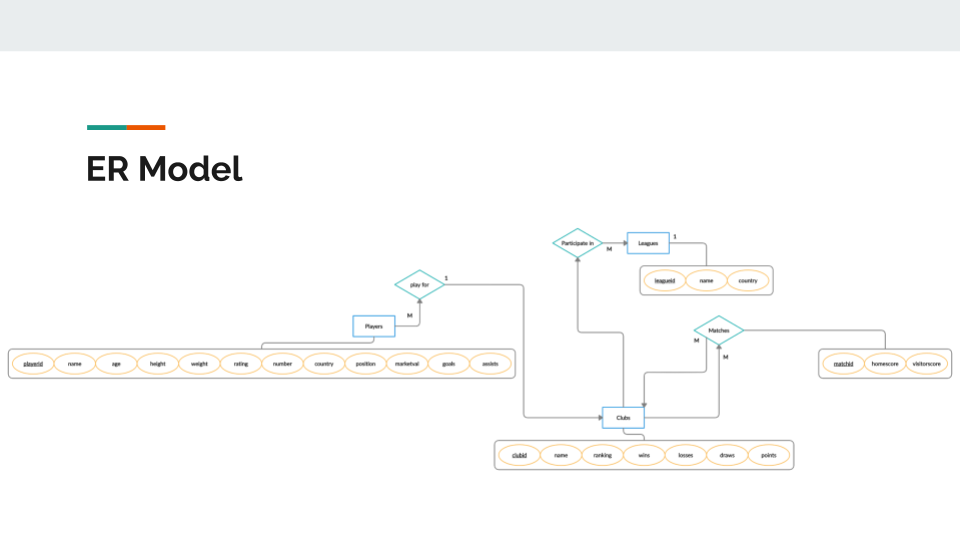 ER Model
Participate in
M
Leagues
1
leagueid name country
play for
1
M
Players
playerid name age height weight rating number country position marketval goals assists
Matches
M
M
matchid homescore visitorscore
Clubs
clubid name ranking wins losses draws points